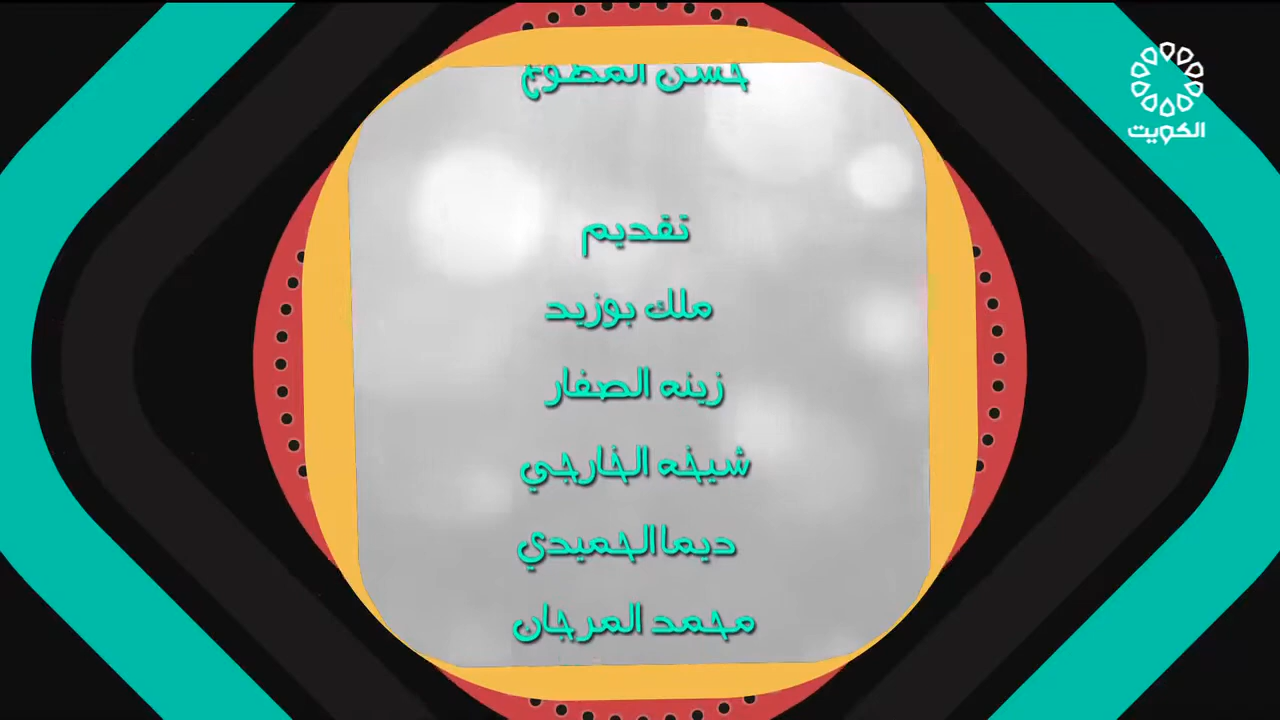 تقديم
ملك بوزيد
زينه الصفار
شيخه الخارجي
ديما الحميدي
محمد المرجان
الكويت